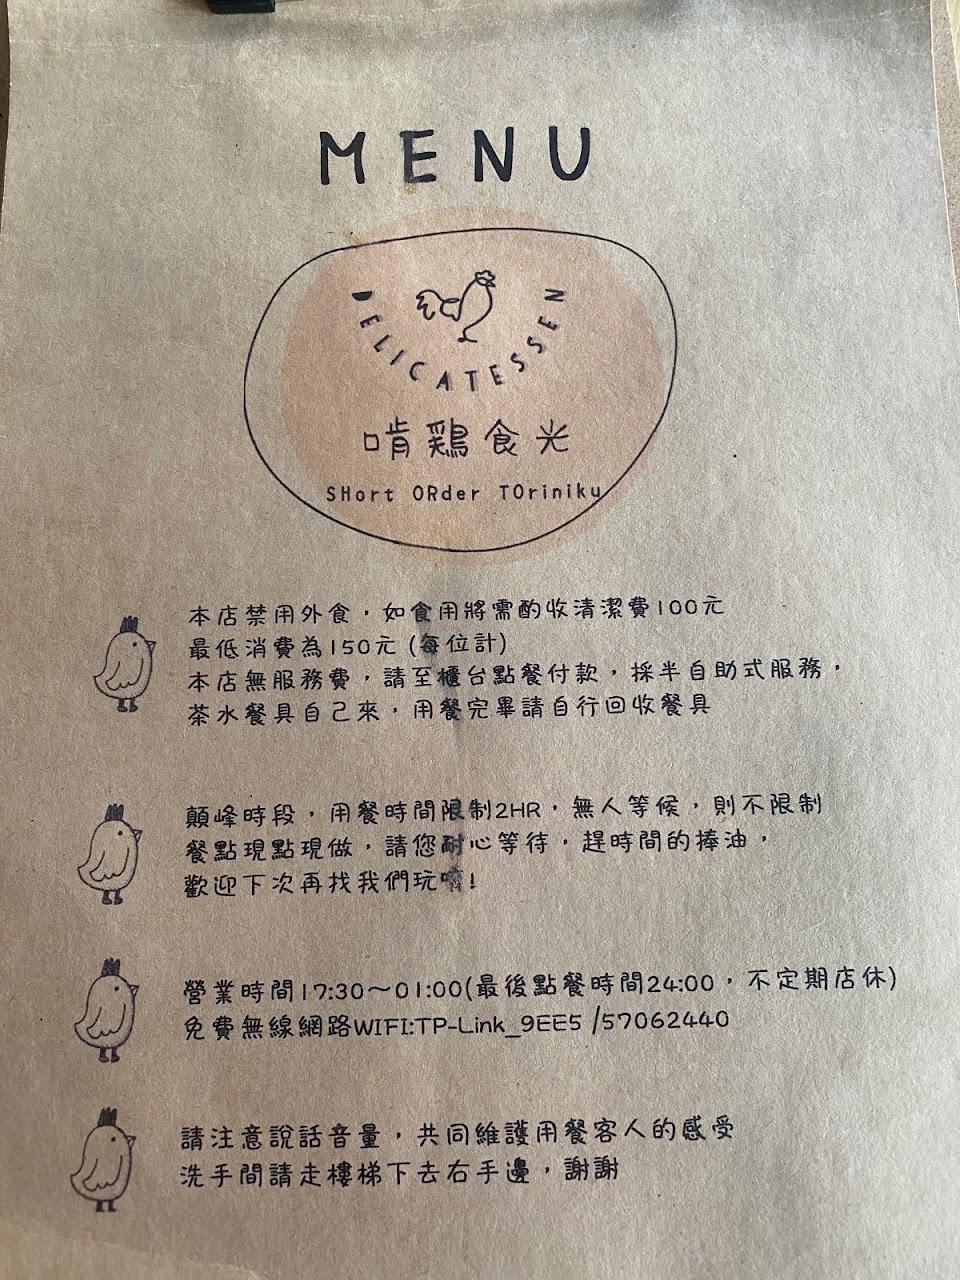 MENU
DELICATESSEN
啃鶏食光
SHort ORder TOriniku
本店禁用外食，如食用將需酌收清潔費100元
最低消費為150元 (每位計)
本店無服務費，請至櫃台點餐付款，採半自助式服務，
茶水餐具自己來，用餐完畢請自行回收餐具
顛峰時段，用餐時間限制2HR，無人等候，則不限制
餐點現點現做，請您耐心等待，趕時間的捧油，
歡迎下次再找我們玩唷!
營業時間17:30～01:00(最後點餐時間24:00，不定期店休)
免費無線網路WIFI:TP-Link_9EE5 /57062440
請注意說話音量，共同維護用餐客人的感受
洗手間請走樓梯下去右手邊，謝謝